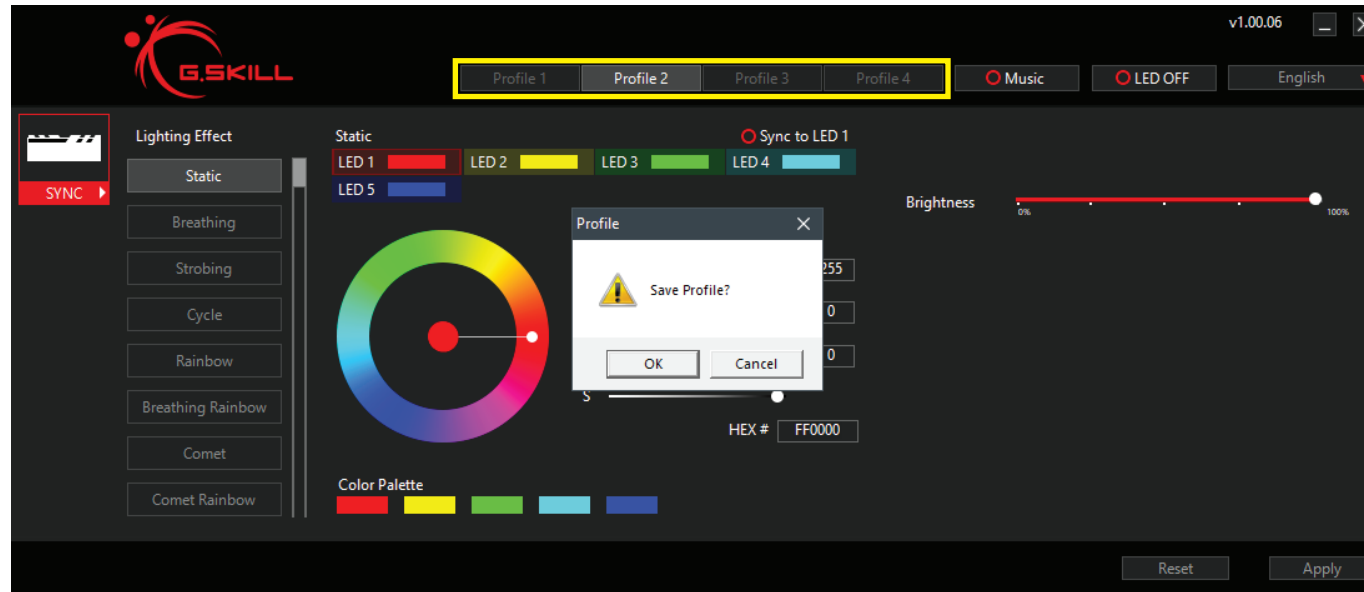 v1.00.06
G.SKILL
Profile 1 Profile 2 Profile 3 Profile 4 Music LED OFF English
Lighting Effect
Static
Sync to LED 1
LED 1 LED 2 LED 3 LED 4
LED 5
SYNC
Static
Breathing
Strobing
Cycle
Rainbow
Breathing Rainbow
Comet
Comet Rainbow
Brightness
0% 100%
Profile
Save Profile?
OK Cancel
255
0
0
S
HEX # FF0000
Color Palette
Reset Apply